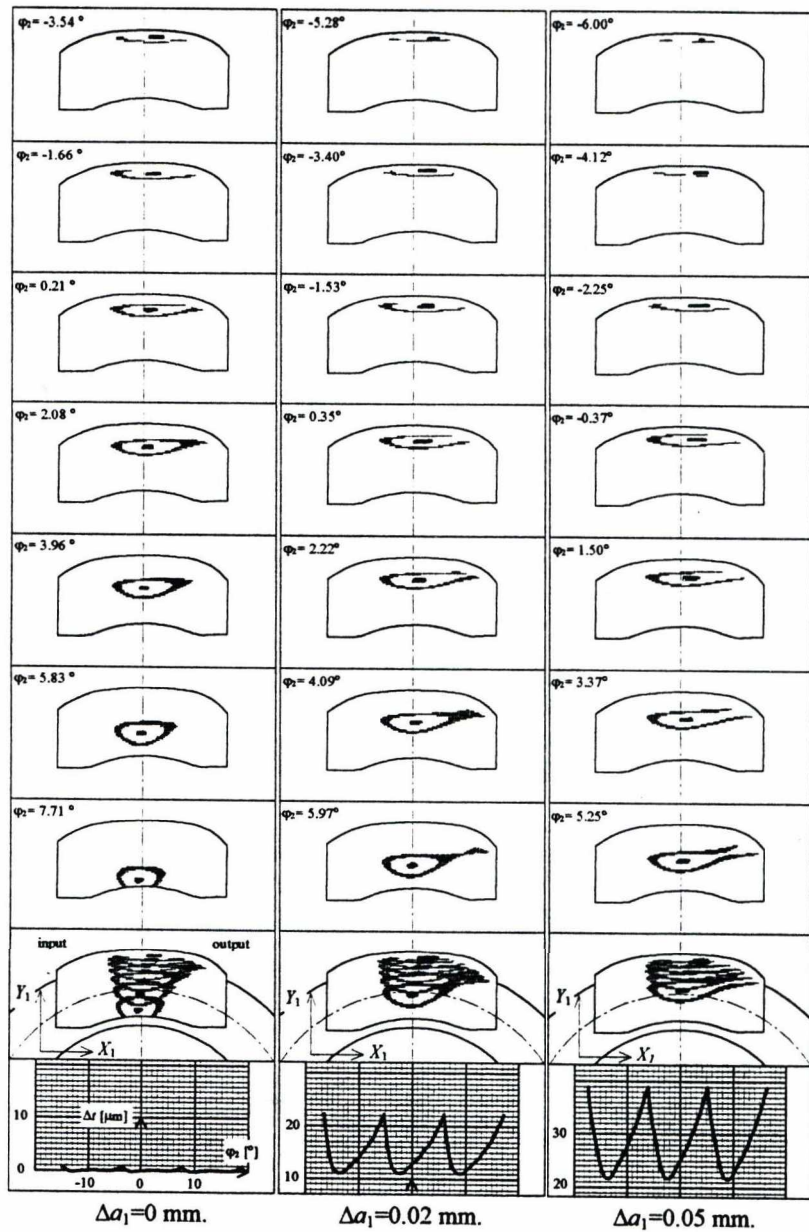 φ₂= -3.54 °
φ₂= -5.28°
φ₂= -6.00°
φ₂= -1.66 °
φ₂= -3.40°
φ₂= -4.12°
φ₂= 0.21 °
φ₂= -1.53°
φ₂= -2.25°
φ₂= 2.08 °
φ₂= 0.35°
φ₂= -0.37°
φ₂= 3.96 °
φ₂= 2.22°
φ₂= 1.50°
φ₂= 5.83 °
φ₂= 4.09°
φ₂= 3.37°
φ₂= 7.71 °
φ₂= 5.97°
φ₂= 5.25°
input
output
Y₁
X₁
Y₁
X₁
Y₁
X₁
10
Δt [μm]
0
φ₂ [°]
-10
0
10
20
10
30
20
Δa₁=0 mm.
Δa₁=0.02 mm.
Δa₁=0.05 mm.